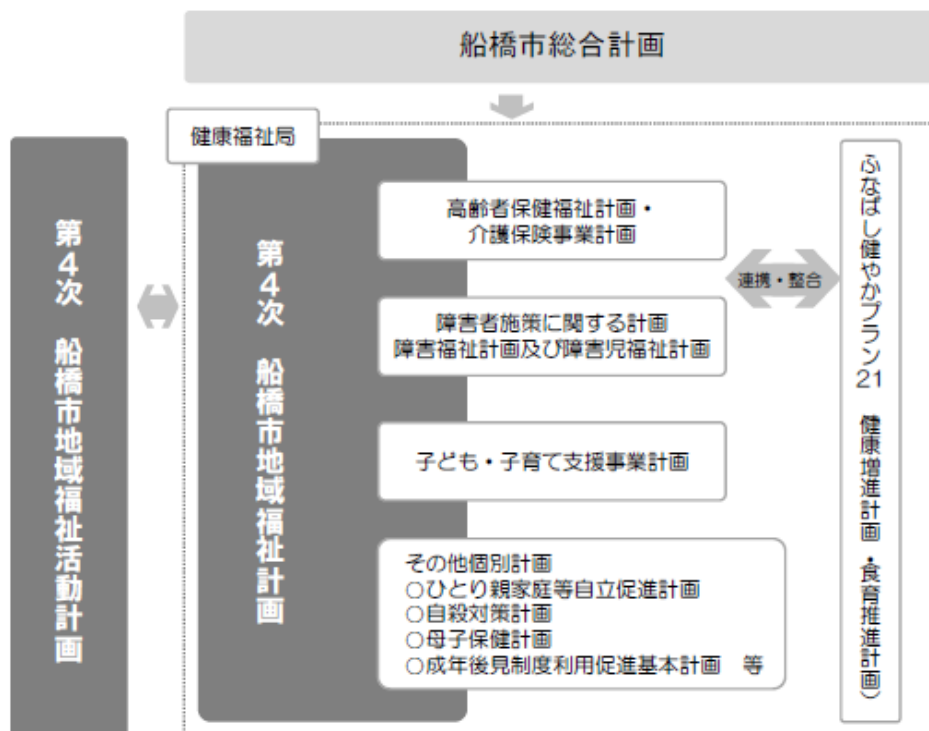 船橋市総合計画
健康福祉局
第4次 船橋市地域福祉活動計画
第4次 船橋市地域福祉計画
高齢者保健福祉計画・
介護保険事業計画
障害者施策に関する計画
障害福祉計画及び障害児福祉計画
子ども・子育て支援事業計画
その他個別計画
○ひとり親家庭等自立促進計画
○自殺対策計画
○母子保健計画
○成年後見制度利用促進基本計画 等
連携・整合
ふなばし健やかプラン21 健康増進計画・食育推進計画)